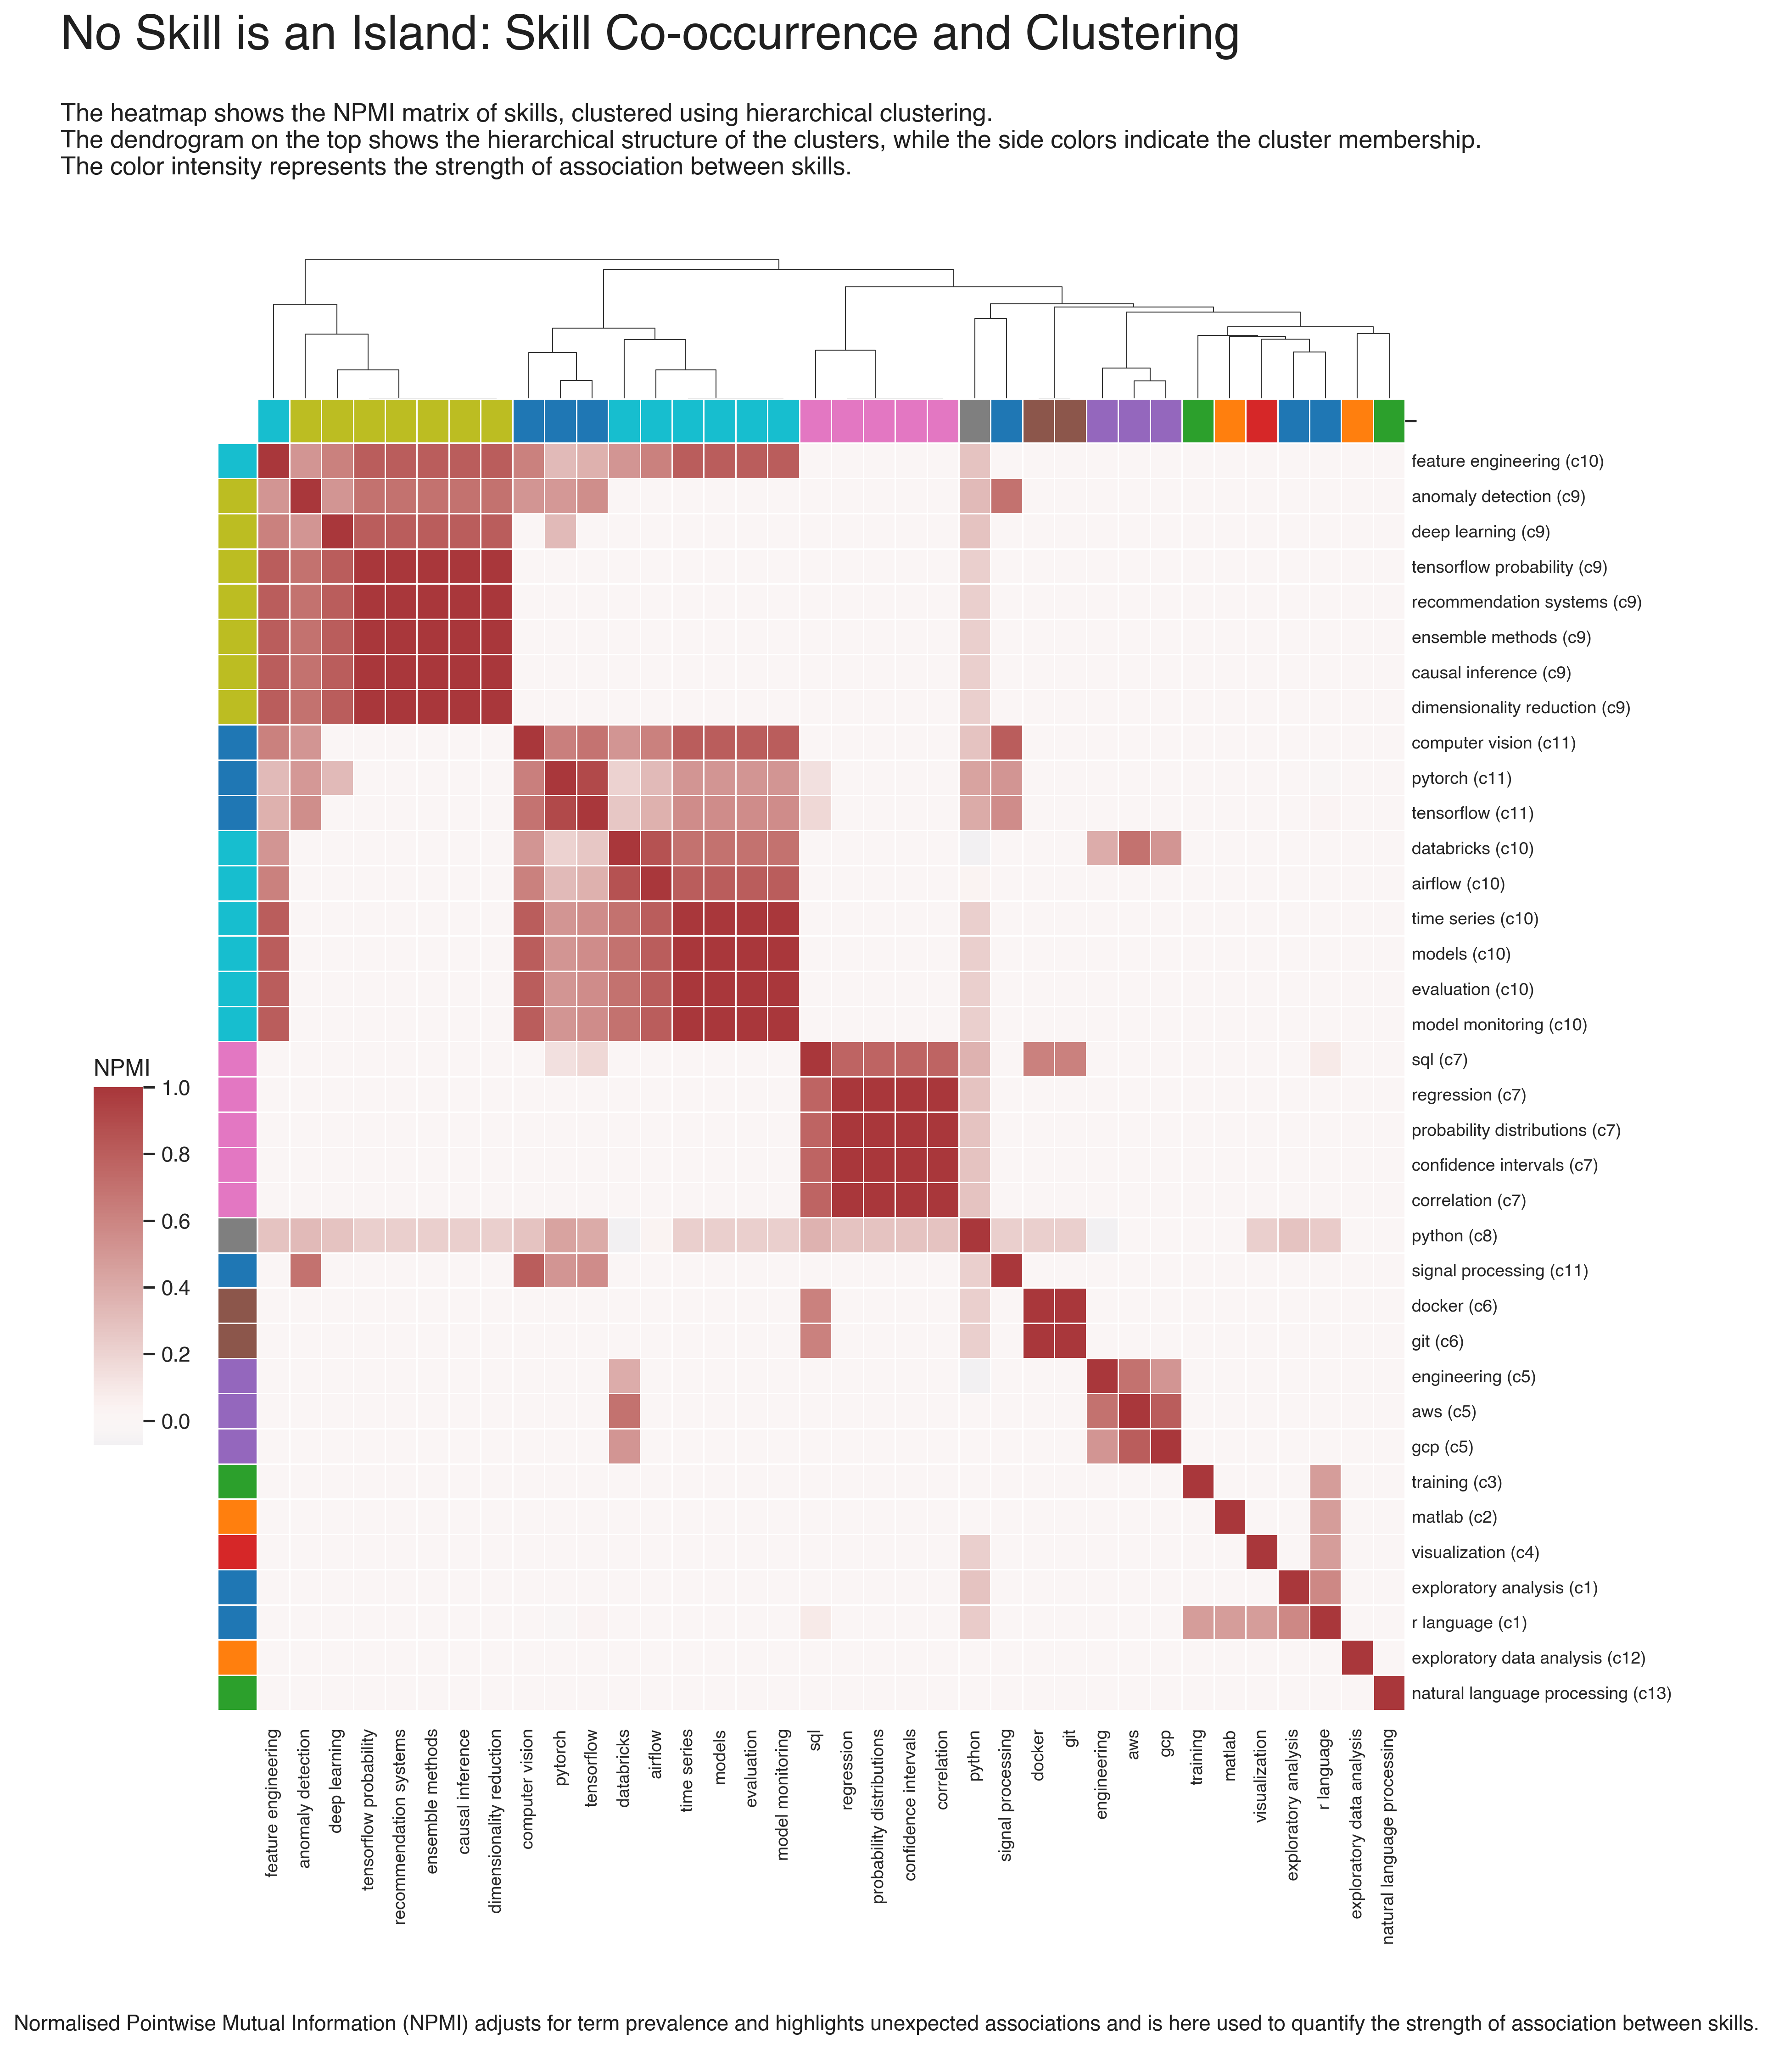 No Skill is an Island: Skill Co-occurrence and Clustering
The heatmap shows the NPMI matrix of skills, clustered using hierarchical clustering.
The dendrogram on the top shows the hierarchical structure of the clusters, while the side colors indicate the cluster membership.
The color intensity represents the strength of association between skills.
feature engineering (c10)
anomaly detection (c9)
deep learning (c9)
tensorflow probability (c9)
recommendation systems (c9)
ensemble methods (c9)
causal inference (c9)
dimensionality reduction (c9)
computer vision (c11)
pytorch (c11)
tensorflow (c11)
databricks (c10)
airflow (c10)
time series (c10)
models (c10)
evaluation (c10)
model monitoring (c10)
sql (c7)
regression (c7)
probability distributions (c7)
confidence intervals (c7)
correlation (c7)
python (c8)
signal processing (c11)
docker (c6)
git (c6)
engineering (c5)
aws (c5)
gcp (c5)
training (c3)
matlab (c2)
visualization (c4)
exploratory analysis (c1)
r language (c1)
exploratory data analysis (c12)
natural language processing (c13)
NPMI
1.0
0.8
0.6
0.4
0.2
0.0
feature engineering
anomaly detection
deep learning
tensorflow probability
recommendation systems
ensemble methods
causal inference
dimensionality reduction
computer vision
pytorch
tensorflow
databricks
airflow
time series
models
evaluation
model monitoring
sql
regression
probability distributions
confidence intervals
correlation
python
signal processing
docker
git
engineering
aws
gcp
training
matlab
visualization
exploratory analysis
r language
exploratory data analysis
natural language processing
Normalised Pointwise Mutual Information (NPMI) adjusts for term prevalence and highlights unexpected associations and is here used to quantify the strength of association between skills.